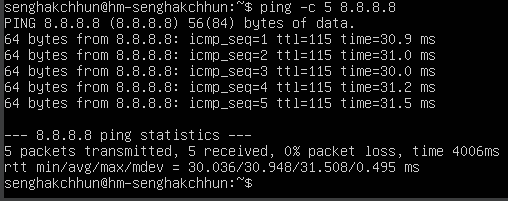 senghakchhun@hm-senghakchhun:~$ ping -c 5 8.8.8.8
PING 8.8.8.8 (8.8.8.8) 56(84) bytes of data.
64 bytes from 8.8.8.8: icmp_seq=1 ttl=115 time=30.9 ms
64 bytes from 8.8.8.8: icmp_seq=2 ttl=115 time=31.0 ms
64 bytes from 8.8.8.8: icmp_seq=3 ttl=115 time=30.0 ms
64 bytes from 8.8.8.8: icmp_seq=4 ttl=115 time=31.2 ms
64 bytes from 8.8.8.8: icmp_seq=5 ttl=115 time=31.5 ms

--- 8.8.8.8 ping statistics ---
5 packets transmitted, 5 received, 0% packet loss, time 4006ms
rtt min/avg/max/mdev = 30.036/30.948/31.508/0.495 ms
senghakchhun@hm-senghakchhun:~$